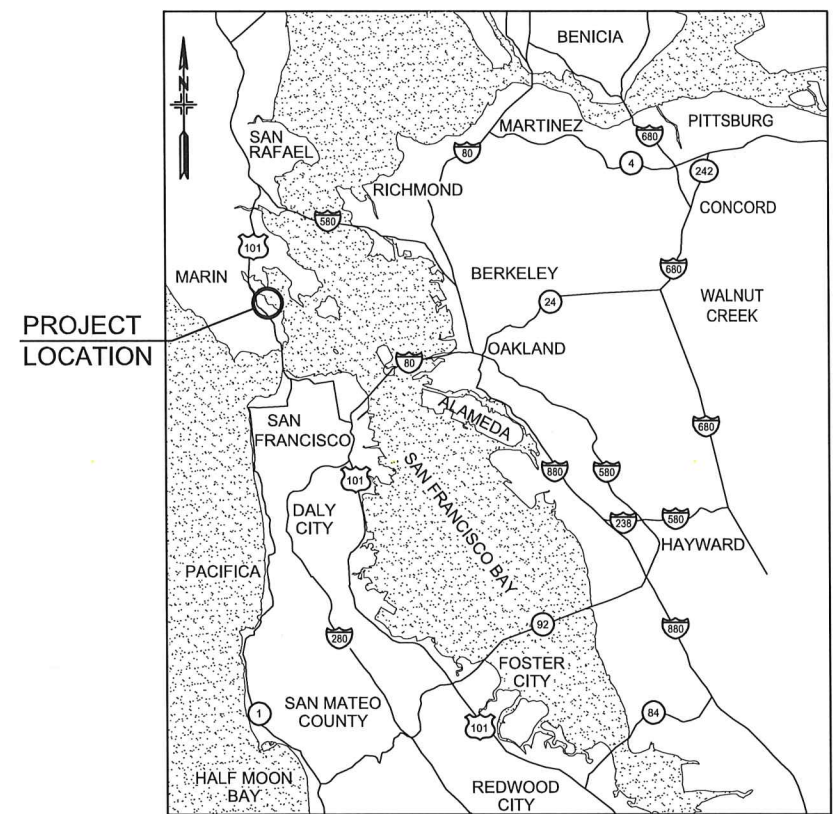 BENICIA
N
SAN
RAFAEL
MARTINEZ
680
PITTSBURG
80
4
242
RICHMOND
580
CONCORD
101
MARIN
BERKELEY
680
24
WALNUT
CREEK
PROJECT
LOCATION
OAKLAND
80
ALAMEDA
SAN
FRANCISCO
680
SAN FRANCISCO BAY
101
880
580
DALY
CITY
238
580
HAYWARD
PACIFICA
92
880
280
FOSTER
CITY
SAN MATEO
COUNTY
1
84
101
HALF MOON
BAY
REDWOOD
CITY